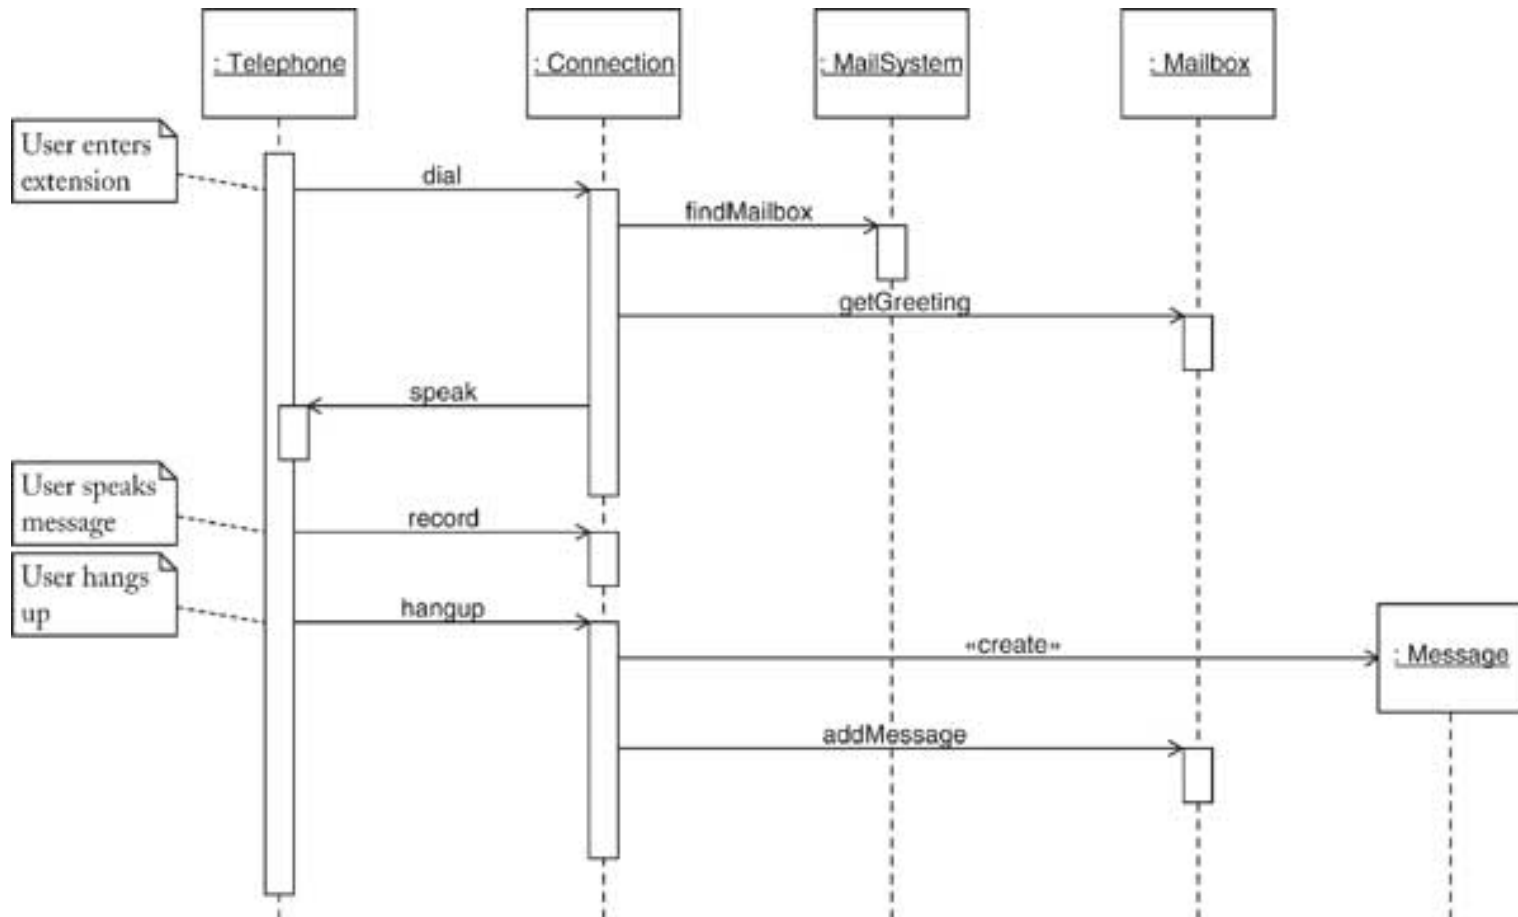 : Telephone
: Connection
: MailSystem
: Mailbox
User enters
extension
dial
findMailbox
getGreeting
speak
User speaks
message
record
User hangs
up
hangup
«create»
: Message
addMessage